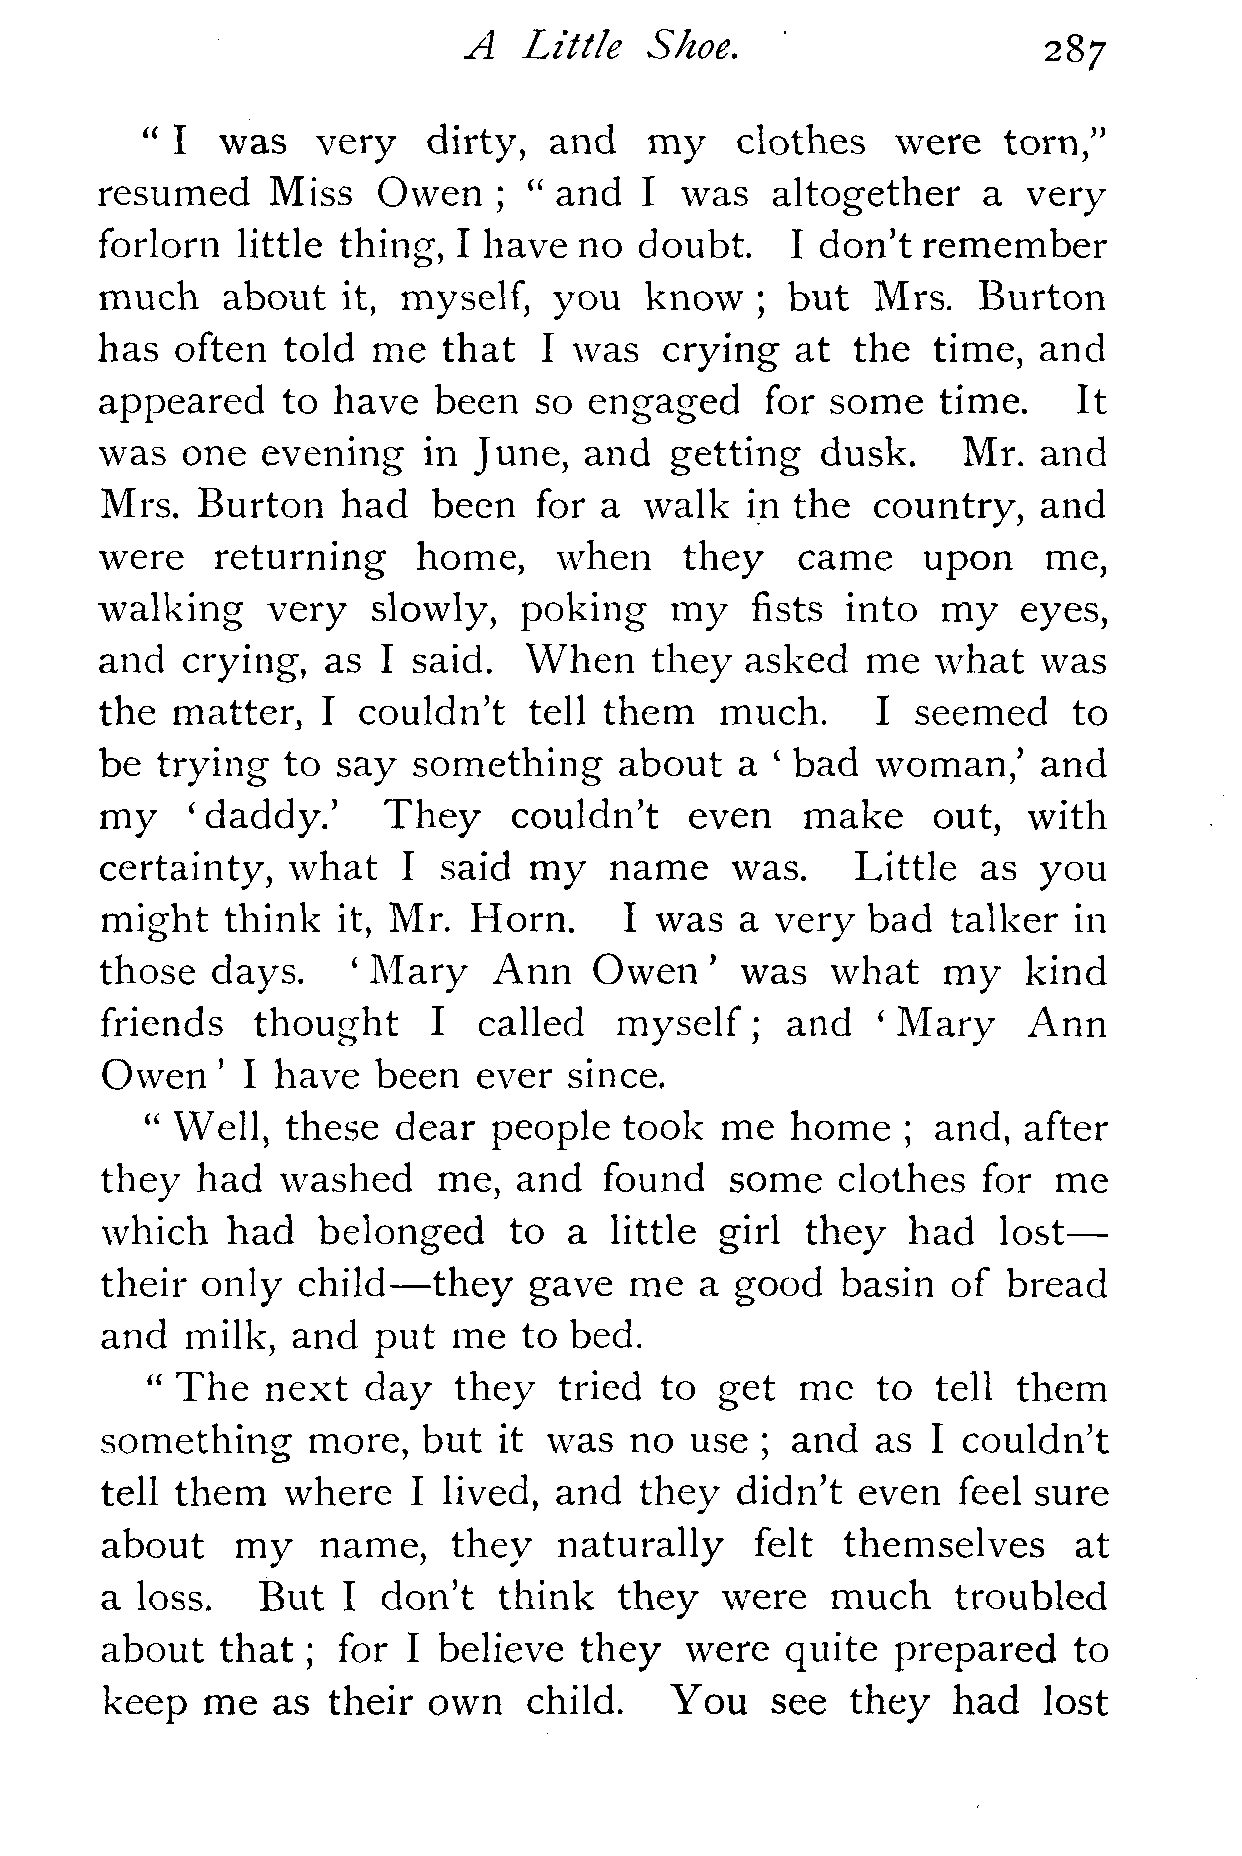 A Little Shoe. 287
“ I was very dirty, and my clothes were torn,”
resumed Miss Owen ; “ and I was altogether a very
forlorn little thing, I have no doubt. I don’t remember
much about it, myself, you know ; but Mrs. Burton
has often told me that I was crying at the time, and
appeared to have been so engaged for some time. It
was one evening in June, and getting dusk. Mr. and
Mrs. Burton had been for a walk in the country, and
were returning home, when they came upon me,
walking very slowly, poking my fists into my eyes,
and crying, as I said. When they asked me what was
the matter, I couldn’t tell them much. I seemed to
be trying to say something about a ‘ bad woman,’ and
my ‘ daddy.’ They couldn’t even make out, with
certainty, what I said my name was. Little as you
might think it, Mr. Horn. I was a very bad talker in
those days. ‘ Mary Ann Owen ’ was what my kind
friends thought I called myself ; and ‘ Mary Ann
Owen ’ I have been ever since.
“ Well, these dear people took me home ; and, after
they had washed me, and found some clothes for me
which had belonged to a little girl they had lost—
their only child—they gave me a good basin of bread
and milk, and put me to bed.
“ The next day they tried to get me to tell them
something more, but it was no use ; and as I couldn’t
tell them where I lived, and they didn’t even feel sure
about my name, they naturally felt themselves at
a loss. But I don’t think they were much troubled
about that ; for I believe they were quite prepared to
keep me as their own child. You see they had lost